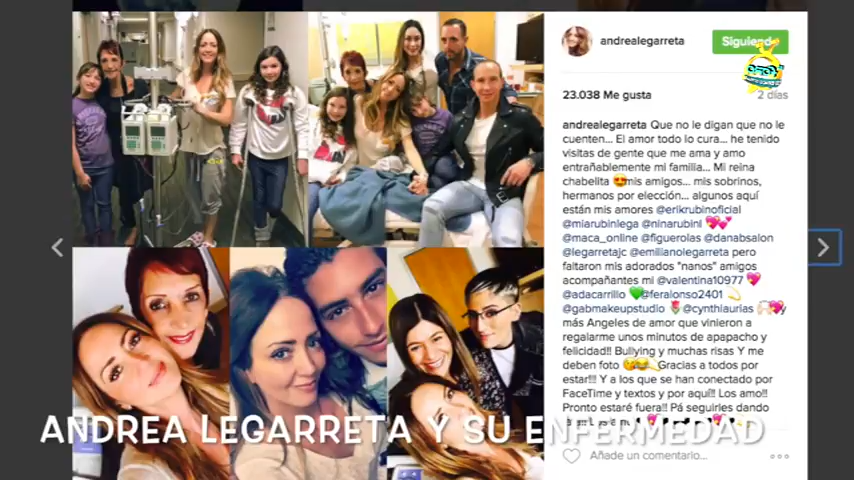 andrealegarreta
Siguiendo
23.038 Me gusta
2 días
andrealegarreta Que no le digan que no le
cuenten... El amor todo lo cura... he tenido
visitas de gente que me ama y amo
entrañablemente mi familia... Mi reina
chabelita 😍mis amigos... mis sobrinos,
hermanos por elección... algunos aquí
están mis amores @erikrubinoficial
@miarubinlega @ninarubinl 💖💕
@maca_online @figuerolas @danabsalon
@legarretajc @emilianolegarreta pero
faltaron mis adorados "nanos" amigos
acompañantes mi @valentina10977 💖
@adacarrillo 💚@feralonso2401 💫
@gabmakeupstudio 🌷@cynthiaurias 🙌🏻💖y
más Angeles de amor que vinieron a
regalarme unos minutos de apapacho y
felicidad!! Bullying y muchas risas Y me
deben foto 😘😂💫Gracias a todos por
estar!!! Y a los que se han conectado por
FaceTime y textos y por aquí!! Los amo!!
Pronto estaré fuera!! Pá seguirles dando
ANDREA LEGARRETA Y SU ENFERMEDAD
Añade un comentario...